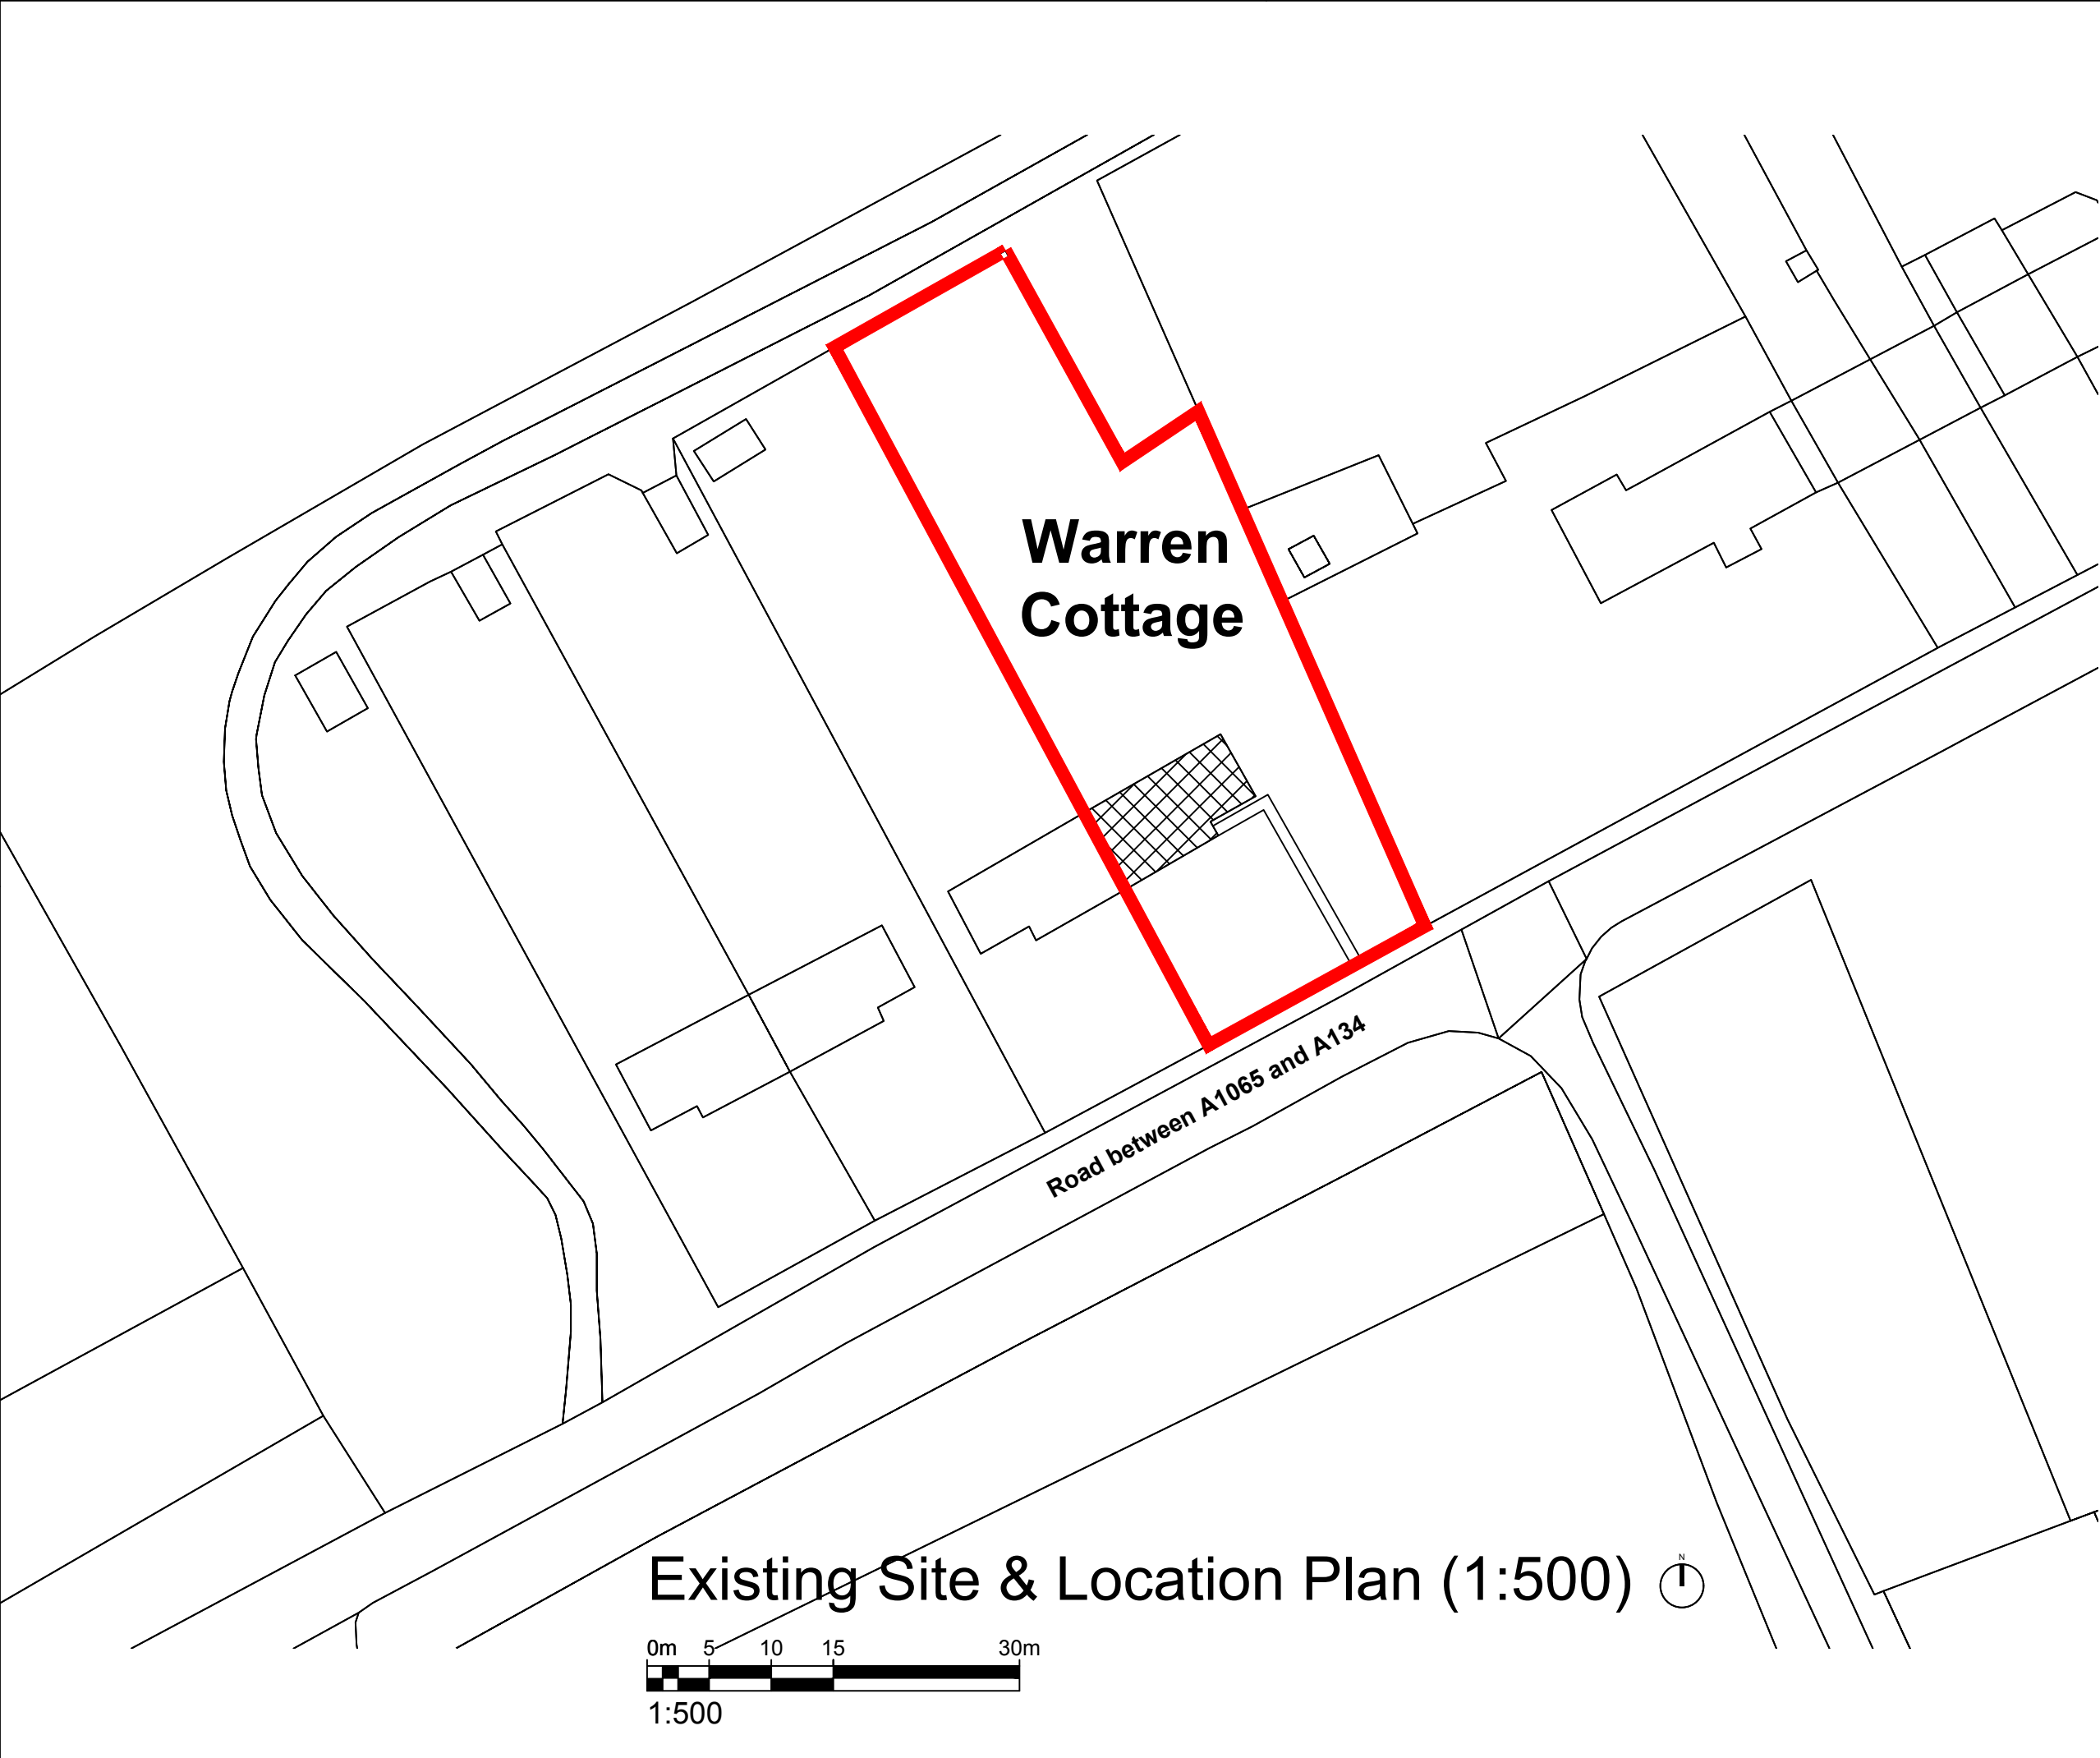 Warren
Cottage
Road between A1065 and A134
Existing Site & Location Plan (1:500)
N
0m 5 10 15 30m
1:500